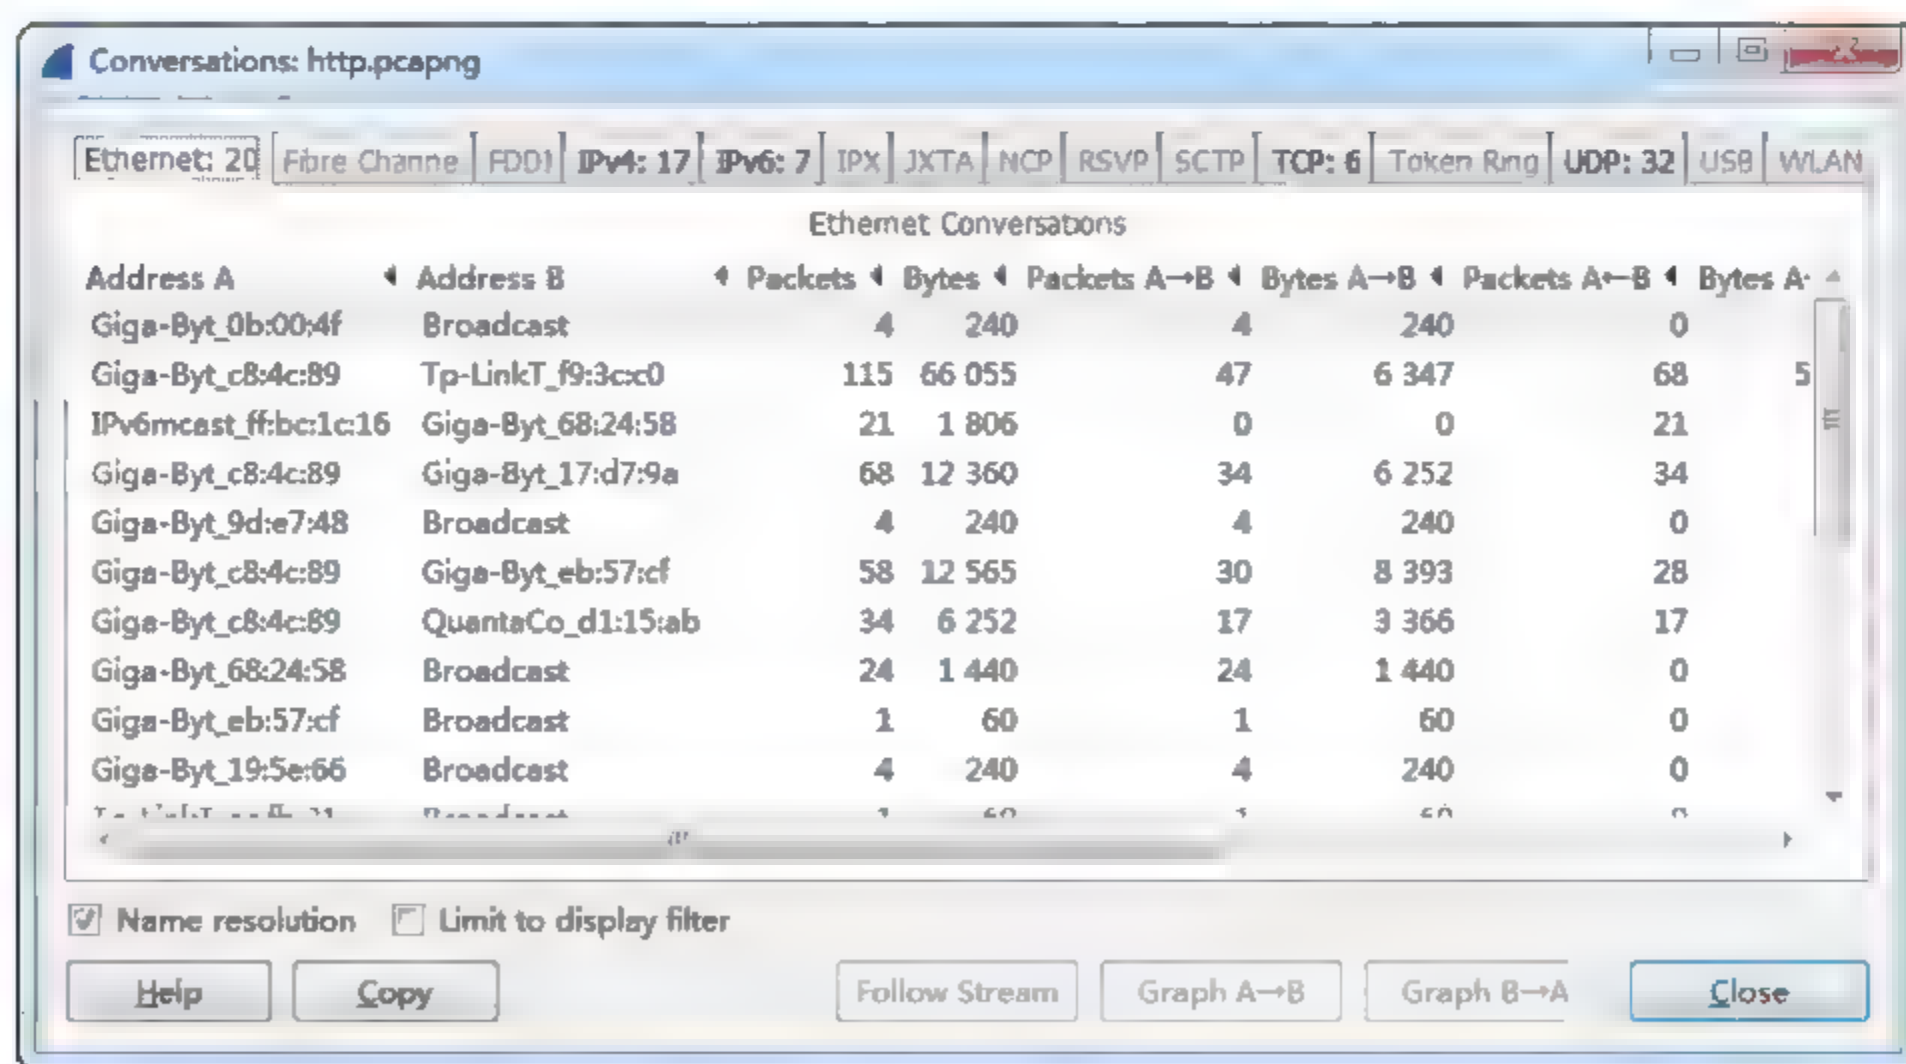 Conversations: http.pcapng
Ethernet: 20 Fibre Channe FDDI IPv4: 17 IPv6: 7 IPX JXTA NCP RSVP SCTP TCP: 6 Token Ring UDP: 32 USB WLAN
Ethernet Conversations
Address A Address B Packets Bytes Packets A→B Bytes A→B Packets A←B Bytes A
Giga-Byt_0b:00:4f Broadcast 4 240 4 240 0
Giga-Byt_c8:4c:89 Tp-LinkT_f9:3c:c0 115 66 055 47 6 347 68 5
IPv6mcast_ff:bc:1c:16 Giga-Byt_68:24:58 21 1 806 0 0 21
Giga-Byt_c8:4c:89 Giga-Byt_17:d7:9a 68 12 360 34 6 252 34
Giga-Byt_9d:e7:48 Broadcast 4 240 4 240 0
Giga-Byt_c8:4c:89 Giga-Byt_eb:57:cf 58 12 565 30 8 393 28
Giga-Byt_c8:4c:89 QuantaCo_d1:15:ab 34 6 252 17 3 366 17
Giga-Byt_68:24:58 Broadcast 24 1 440 24 1 440 0
Giga-Byt_eb:57:cf Broadcast 1 60 1 60 0
Giga-Byt_19:5e:66 Broadcast 4 240 4 240 0
Broadcast 1 60 1 60 0
Name resolution Limit to display filter
Help Copy Follow Stream Graph A→B Graph B→A Close